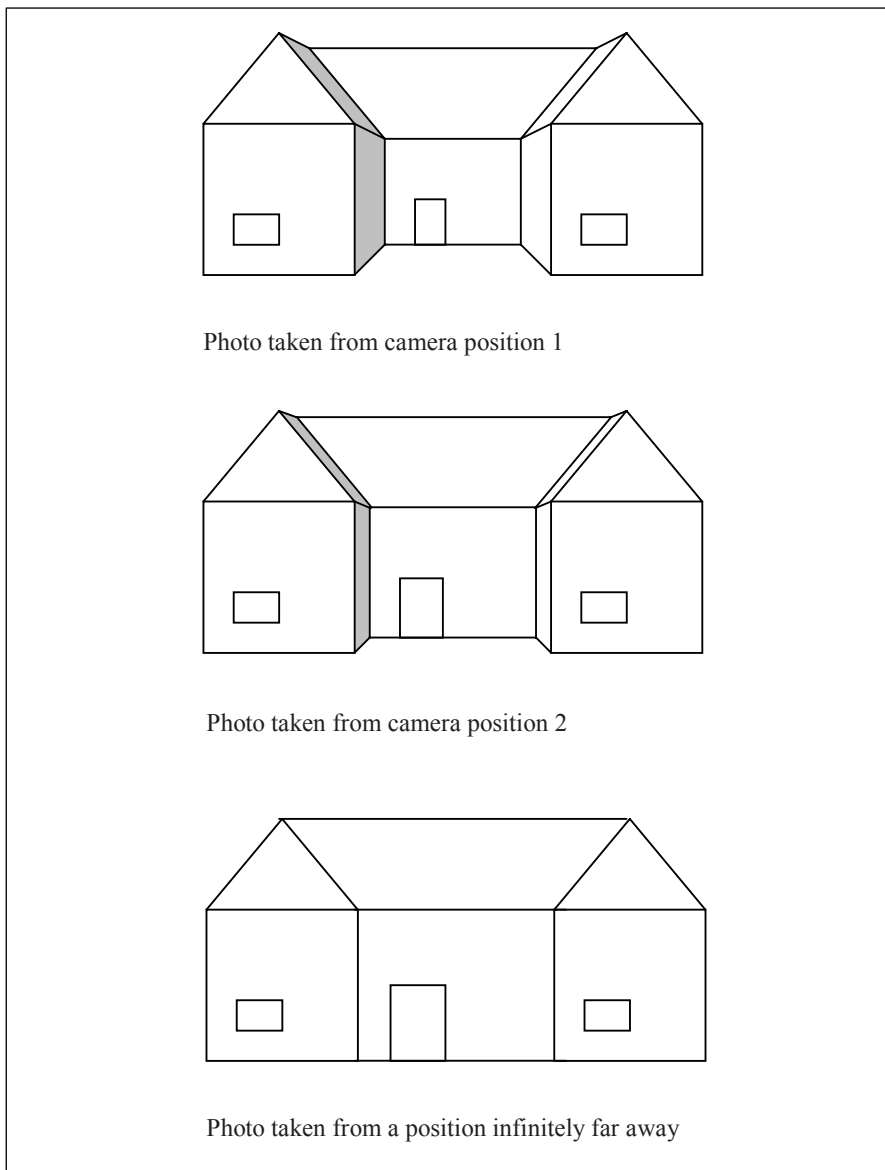 Photo taken from camera position 1
Photo taken from camera position 2
Photo taken from a position infinitely far away